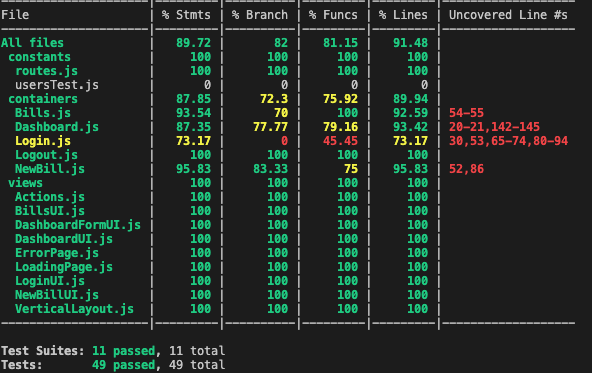 File | % Stmts | % Branch | % Funcs | % Lines | Uncovered Line #s
All files | 89.72 | 82 | 81.15 | 91.48 |
constants | 100 | 100 | 100 | 100 |
routes.js | 100 | 100 | 100 | 100 |
usersTest.js | 0 | 0 | 0 | 0 |
containers | 87.85 | 72.3 | 75.92 | 89.94 |
Bills.js | 93.54 | 70 | 100 | 92.59 | 54-55
Dashboard.js | 87.35 | 77.77 | 79.16 | 93.42 | 20-21,142-145
Login.js | 73.17 | 0 | 45.45 | 73.17 | 30,53,65-74,80-94
Logout.js | 100 | 100 | 100 | 100 |
NewBill.js | 95.83 | 83.33 | 75 | 95.83 | 52,86
views | 100 | 100 | 100 | 100 |
Actions.js | 100 | 100 | 100 | 100 |
BillsUI.js | 100 | 100 | 100 | 100 |
DashboardFormUI.js | 100 | 100 | 100 | 100 |
DashboardUI.js | 100 | 100 | 100 | 100 |
ErrorPage.js | 100 | 100 | 100 | 100 |
LoadingPage.js | 100 | 100 | 100 | 100 |
LoginUI.js | 100 | 100 | 100 | 100 |
NewBillUI.js | 100 | 100 | 100 | 100 |
VerticalLayout.js | 100 | 100 | 100 | 100 |
Test Suites: 11 passed, 11 total
Tests: 49 passed, 49 total